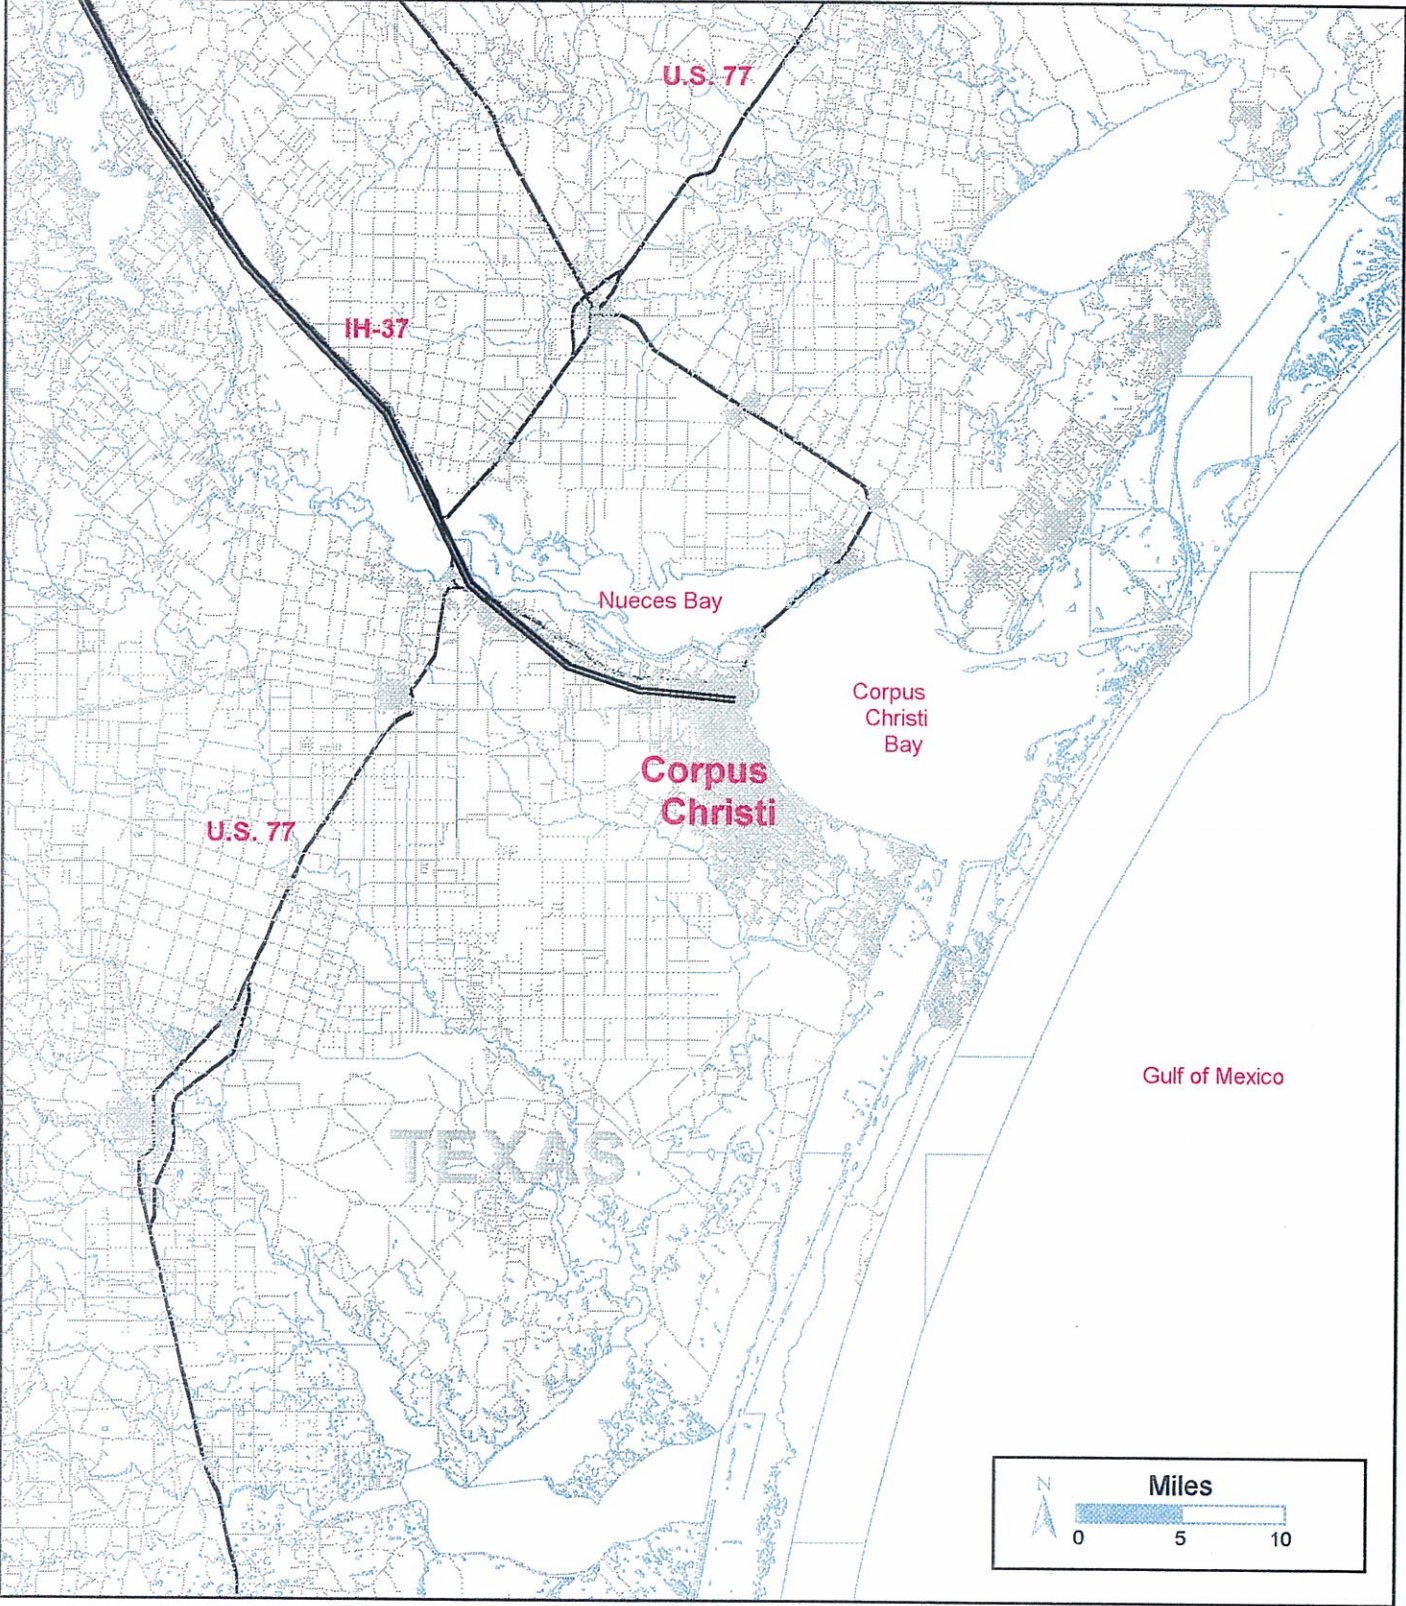 U.S. 77
IH-37
Nueces Bay
Corpus
Christi
Bay
Corpus
Christi
U.S. 77
Gulf of Mexico
TEXAS
N
Miles
0 5 10